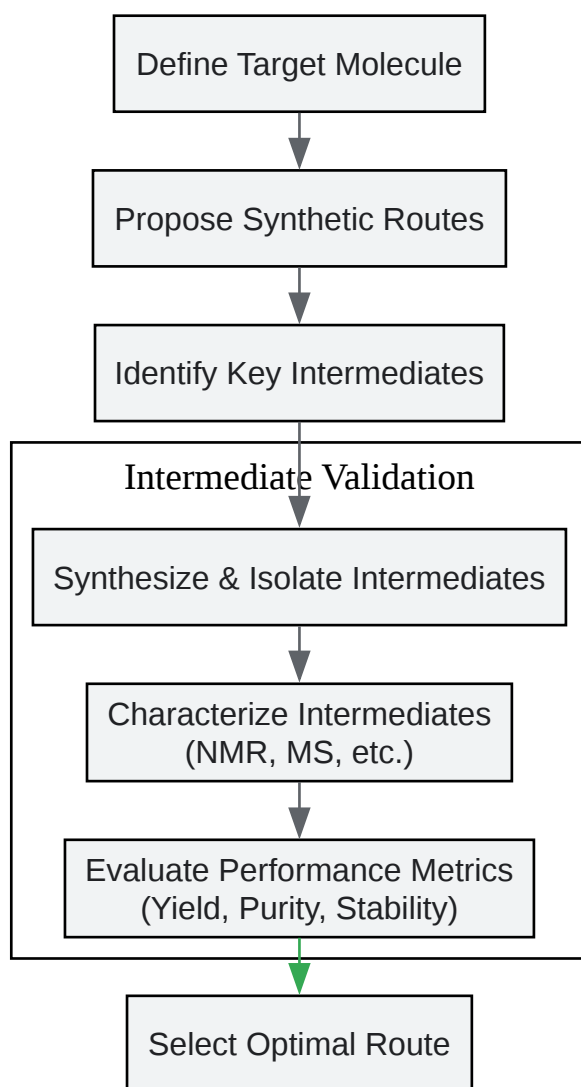 Define Target Molecule
Propose Synthetic Routes
Identify Key Intermediates
Intermediate Validation
Synthesize & Isolate Intermediates
Characterize Intermediates
(NMR, MS, etc.)
Evaluate Performance Metrics
(Yield, Purity, Stability)
Select Optimal Route